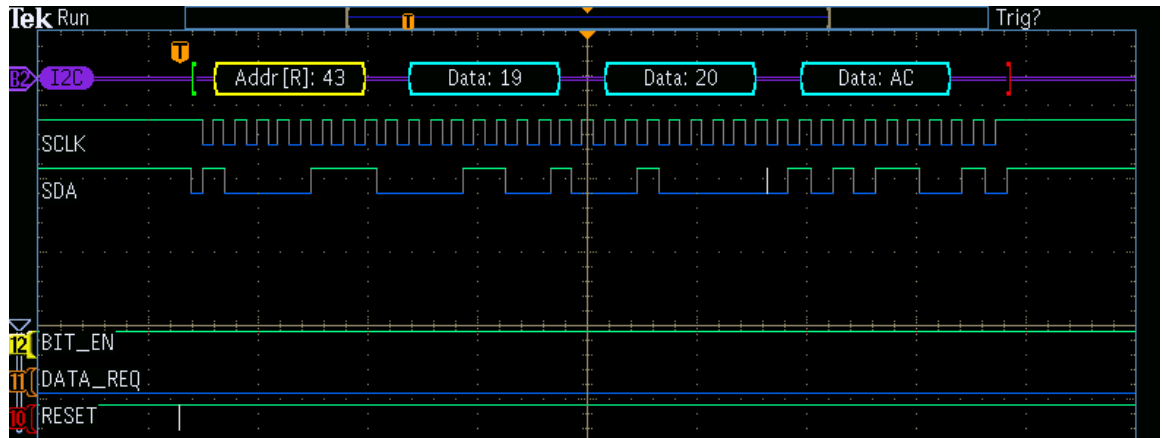 Tek Run Trig?
T
T
B2 I2C Addr[R]: 43 Data: 19 Data: 20 Data: AC
SCLK
SDA
12 BIT_EN
11 DATA_REQ
10 RESET